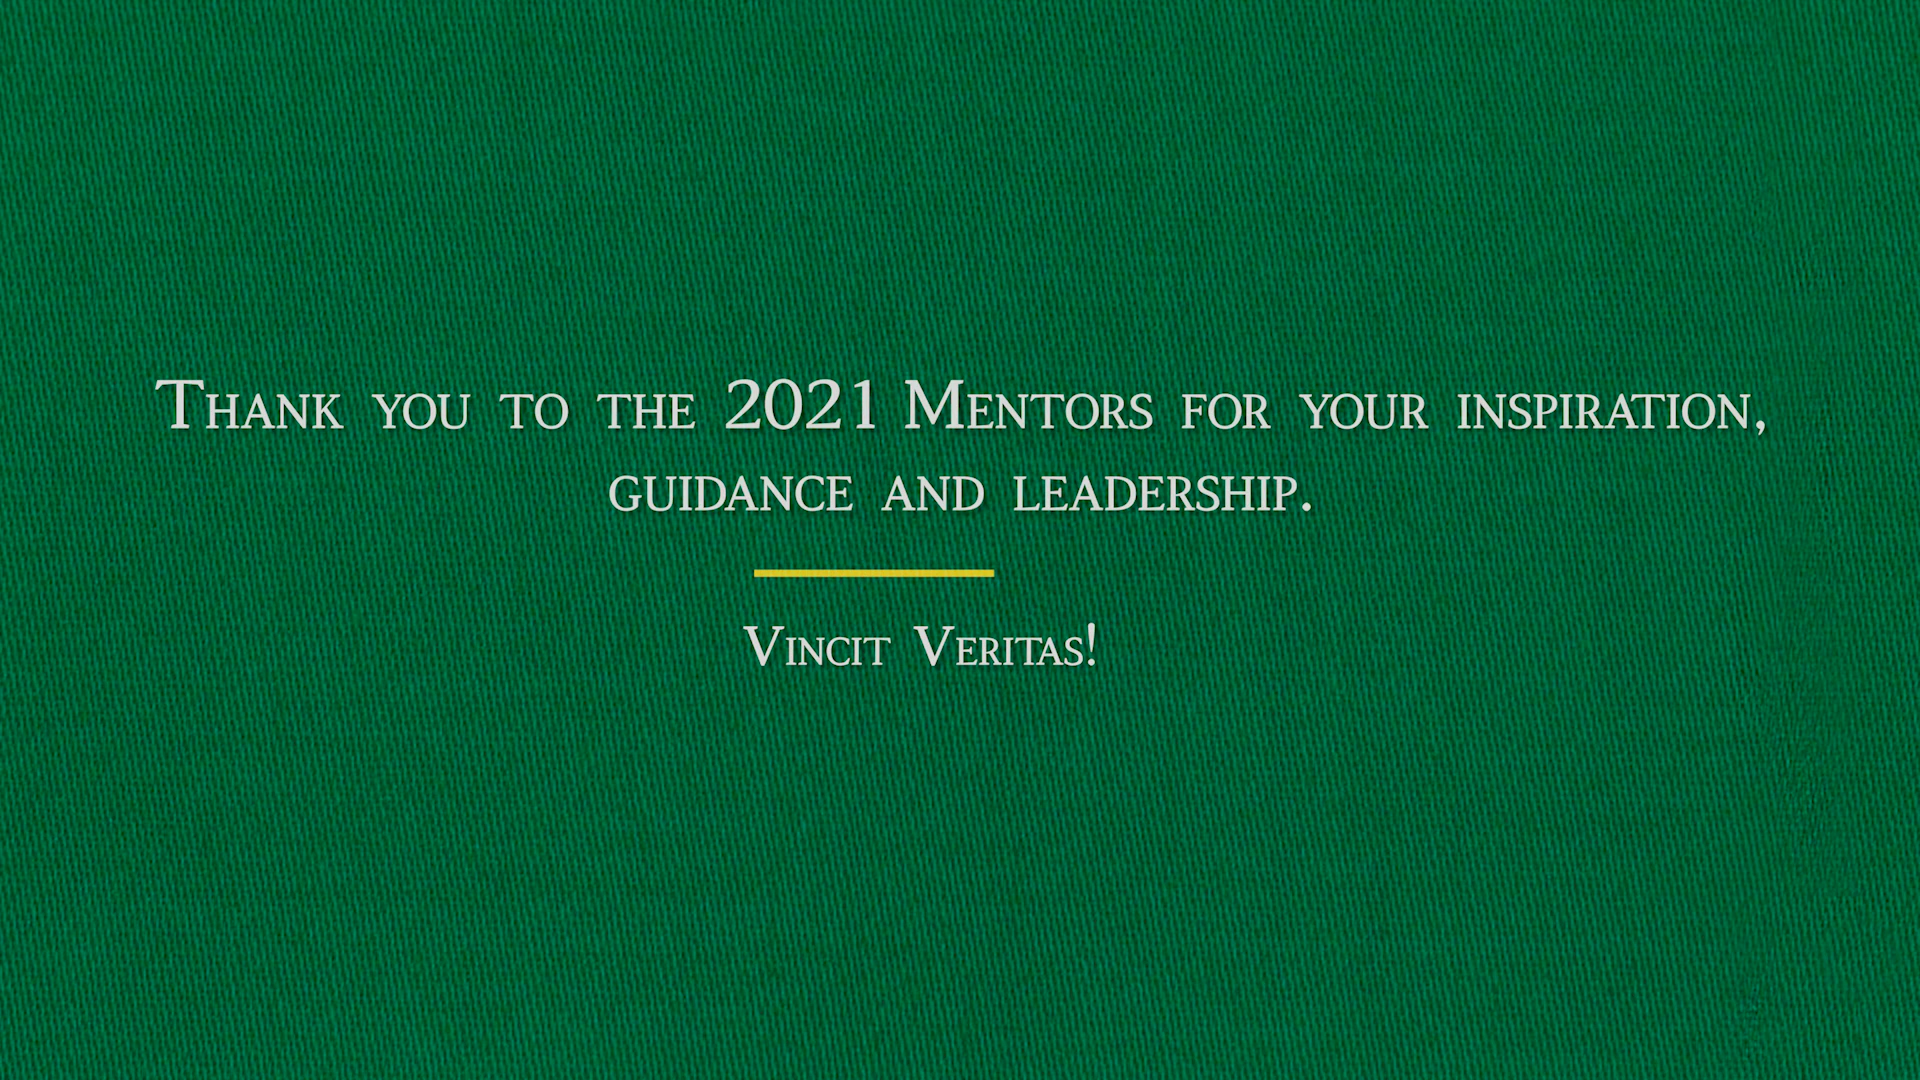 Thank you to the 2021 Mentors for your inspiration,
guidance and leadership.
Vincit Veritas!